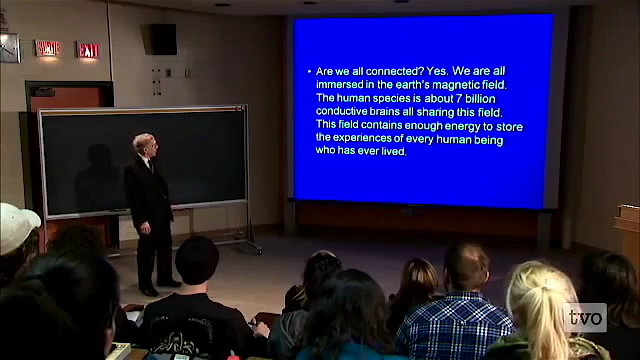 SORTIE
EXIT
• Are we all connected? Yes. We are all
immersed in the earth's magnetic field.
The human species is about 7 billion
conductive brains all sharing this field.
This field contains enough energy to store
the experiences of every human being
who has ever lived.
tvo